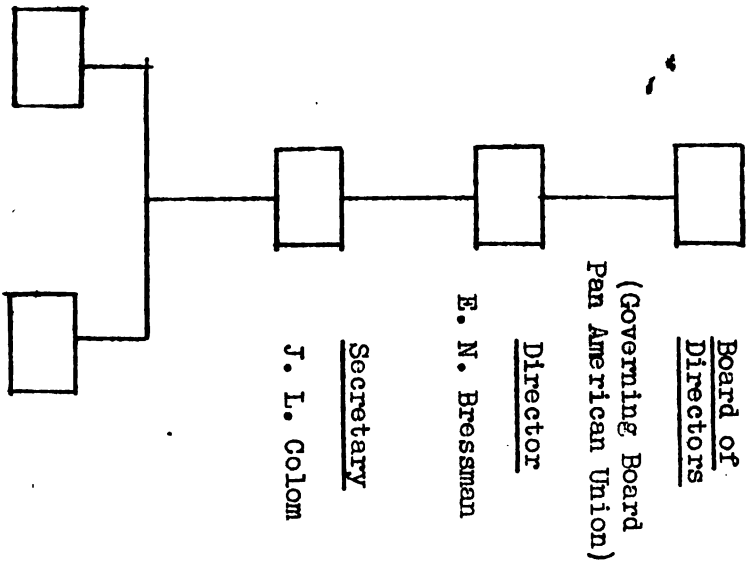 Board of
Directors
(Governing Board
Pan American Union)
Director
E. N. Bressman
Secretary
J. L. Colom